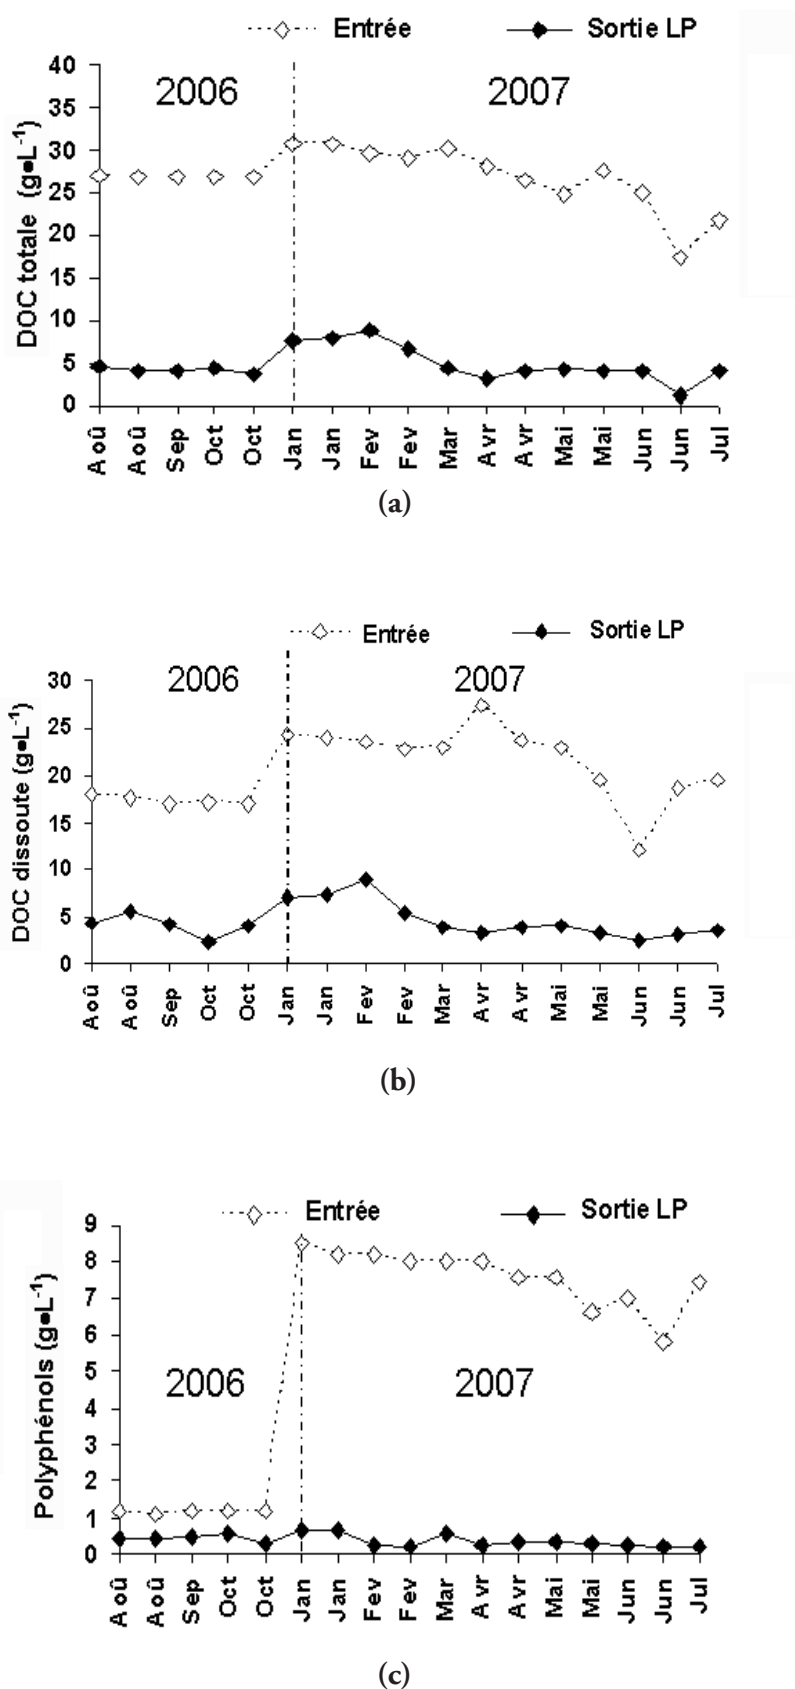 Entrée Sortie LP
40
35
30
25
20
15
10
5
0
DOC totale (g•L-1)
2006 2007
Aoû Aoû Sep Oct Oct Jan Jan Fev Fev Mar Avr Avr Mai Mai Jun Jun Jul
(a)
Entrée Sortie LP
30
25
20
15
10
5
0
DOC dissoute (g•L-1)
2006 2007
Aoû Aoû Sep Oct Oct Jan Jan Fev Fev Mar Avr Avr Mai Mai Jun Jun Jul
(b)
Entrée Sortie LP
9
8
7
6
5
4
3
2
1
0
Polyphénols (g•L-1)
2006 2007
Aoû Aoû Sep Oct Oct Jan Jan Fev Fev Mar Avr Avr Mai Mai Jun Jun Jul
(c)